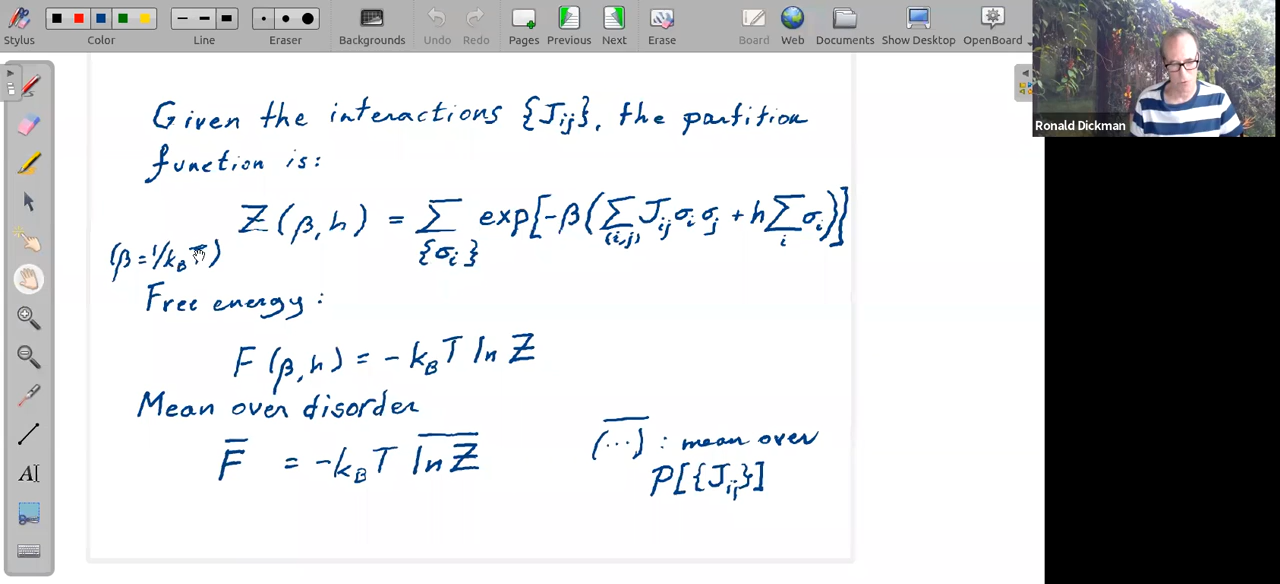 Stylus
Color
Line
Eraser
Backgrounds
Undo
Redo
Pages
Previous
Next
Erase
Board
Web
Documents
Show Desktop
OpenBoard
Ronald Dickman
Given the interactions {J_ij}, the partition
function is:
Z(β,h) = Σ_{σ_i} exp[-β(Σ_(i,j) J_ij σ_i σ_j + h Σ_i σ_i)]
(β = 1/k_B T)
Free energy:
F(β,h) = -k_B T ln Z
Mean over disorder
F̅ = -k_B T \overline{ln Z}
\overline{(...)} : mean over
P[{J_ij}]
AI